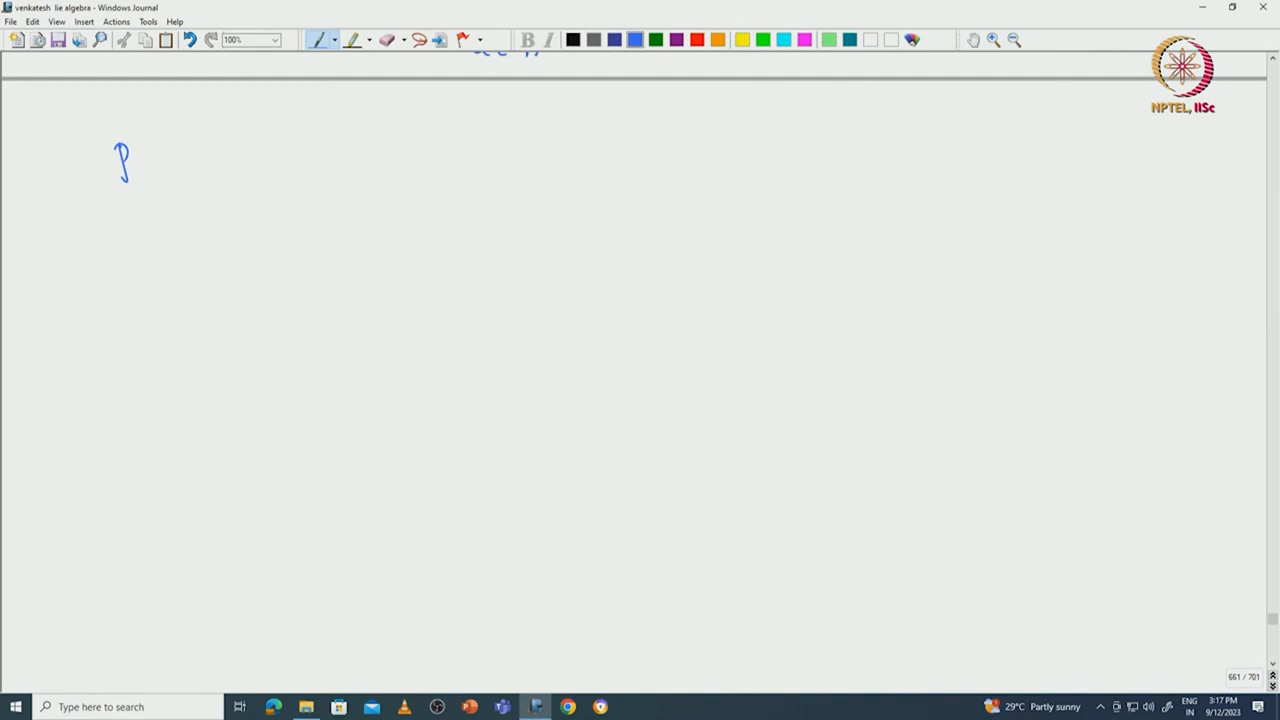 venkatesh lie algebra - Windows Journal
File Edit View Insert Actions Tools Help
100%
B I
NPTEL, IISc
P
661 / 701
Type here to search
29°C Partly sunny
ENG
IN
3:17 PM
9/12/2023